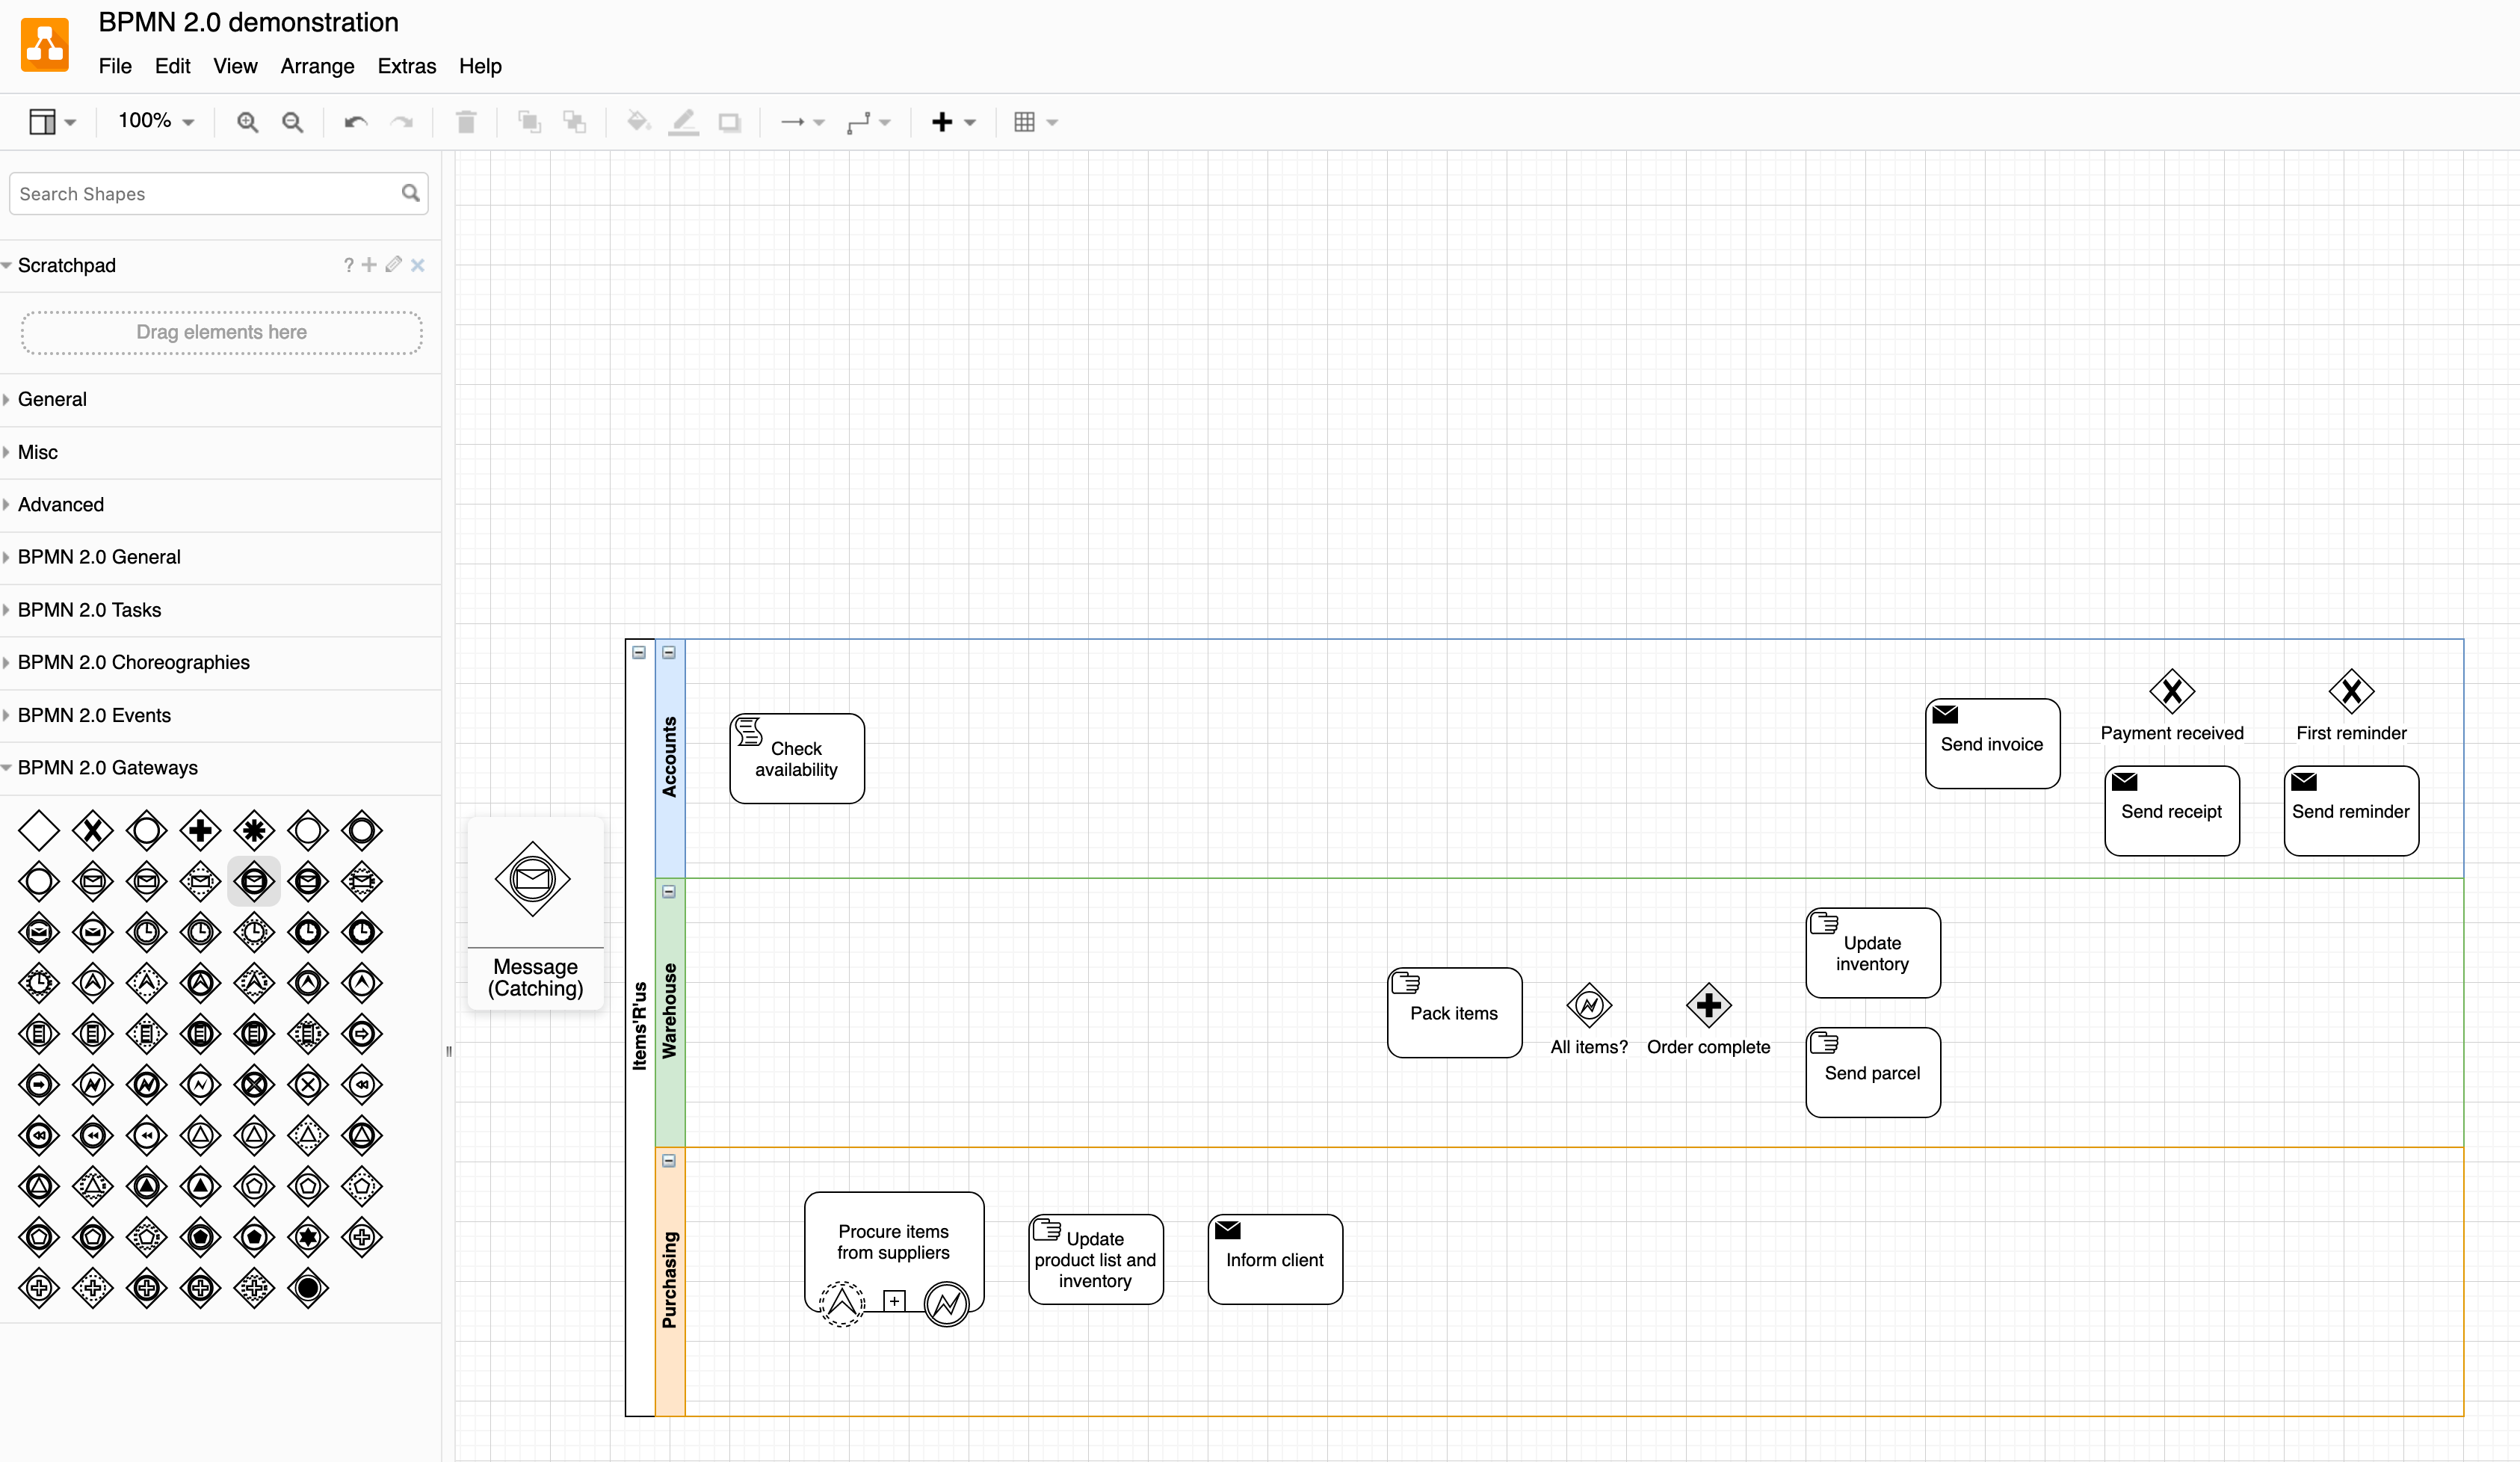 BPMN 2.0 demonstration
File Edit View Arrange Extras Help
100%
Search Shapes
Scratchpad
?
Drag elements here
General
Misc
Advanced
BPMN 2.0 General
BPMN 2.0 Tasks
BPMN 2.0 Choreographies
BPMN 2.0 Events
BPMN 2.0 Gateways
Message
(Catching)
Items'R'us
Accounts
Check
availability
Send invoice
Payment received
First reminder
Send receipt
Send reminder
Warehouse
Pack items
All items?
Order complete
Update
inventory
Send parcel
Purchasing
Procure items
from suppliers
Update
product list and
inventory
Inform client